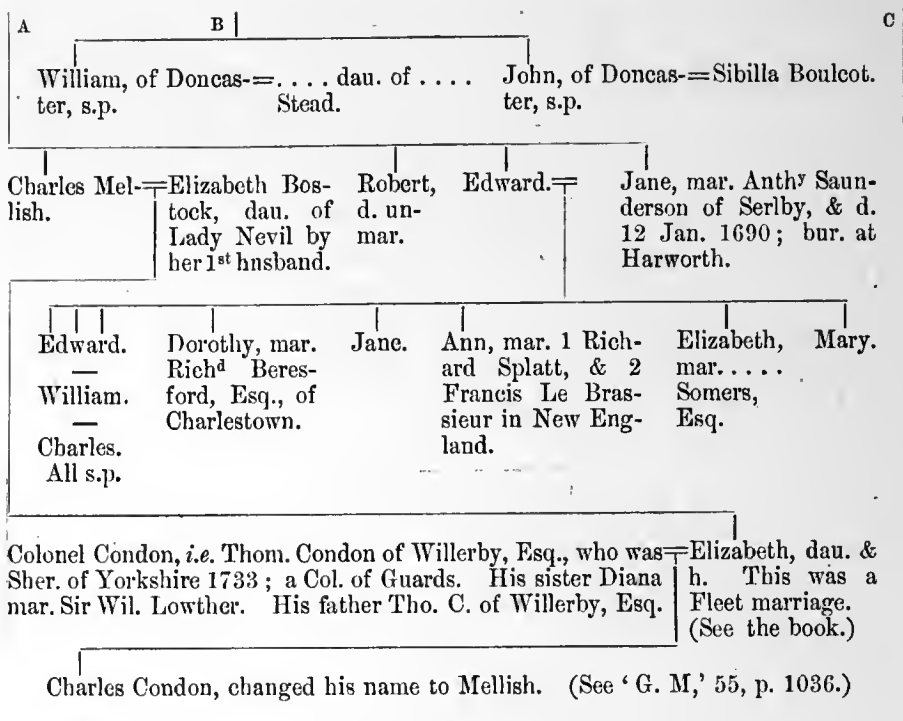 A B C
William, of Doncas-=. . . . dau. of . . . .
ter, s.p. Stead.
John, of Doncas-=Sibilla Boulcot.
ter, s.p.
Charles Mel-=Elizabeth Bos-
lish. tock, dau. of
Lady Nevil by
her 1st hnsband.
Robert,
d. un-
mar.
Edward.=
Jane, mar. Anthy Saun-
derson of Serlby, & d.
12 Jan. 1690; bur. at
Harworth.
Edward.
—
William.
—
Charles.
All s.p.
Dorothy, mar.
Richd Beres-
ford, Esq., of
Charlestown.
Jane.
Ann, mar. 1 Rich-
ard Splatt, & 2
Francis Le Bras-
sieur in New Eng-
land.
Elizabeth,
mar. . . . .
Somers,
Esq.
Mary.
Colonel Condon, i.e. Thom. Condon of Willerby, Esq., who was=
Sher. of Yorkshire 1733; a Col. of Guards. His sister Diana
mar. Sir Wil. Lowther. His father Tho. C. of Willerby, Esq.
Elizabeth, dau. &
h. This was a
Fleet marriage.
(See the book.)
Charles Condon, changed his name to Mellish. (See ‘G. M,’ 55, p. 1036.)